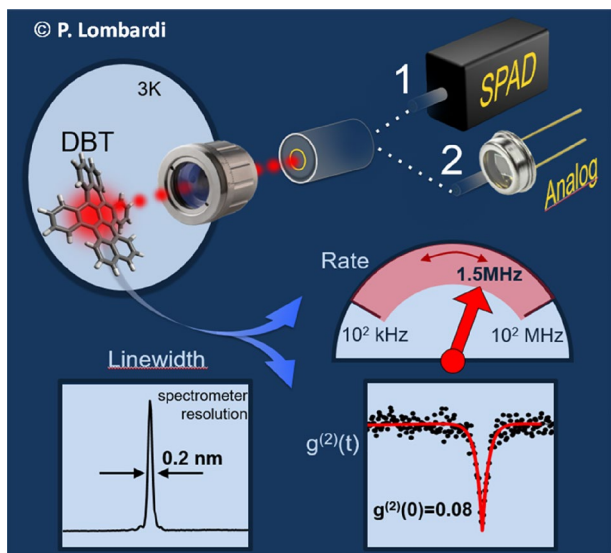 © P. Lombardi
3K
DBT
1
SPAD
2
Analog
Rate
1.5MHz
10² kHz
10² MHz
Linewidth
spectrometer
resolution
0.2 nm
g⁽²⁾(t)
g⁽²⁾(0)=0.08